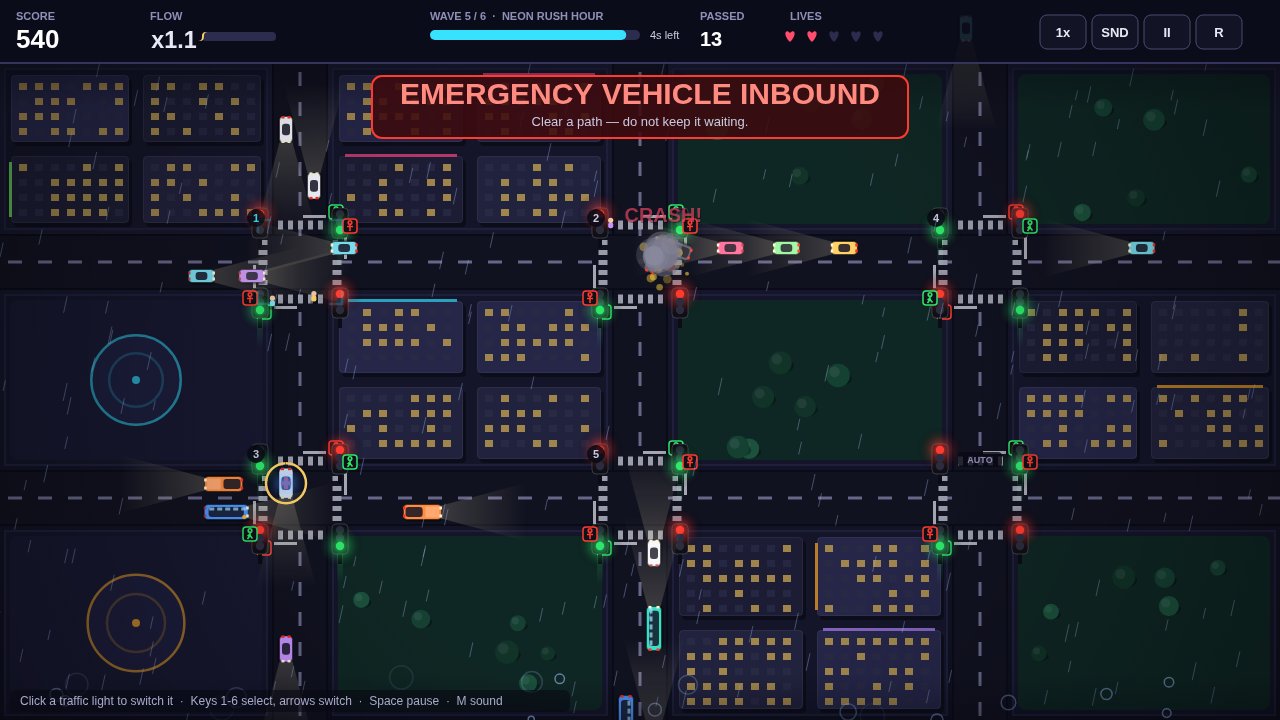 SCORE
540
FLOW
x1.1
WAVE 5 / 6 · NEON RUSH HOUR
4s left
PASSED
13
LIVES
1x
SND
II
R
EMERGENCY VEHICLE INBOUND
Clear a path — do not keep it waiting.
CRASH!
1
2
4
3
5
AUTO
Click a traffic light to switch it · Keys 1-6 select, arrows switch · Space pause · M sound